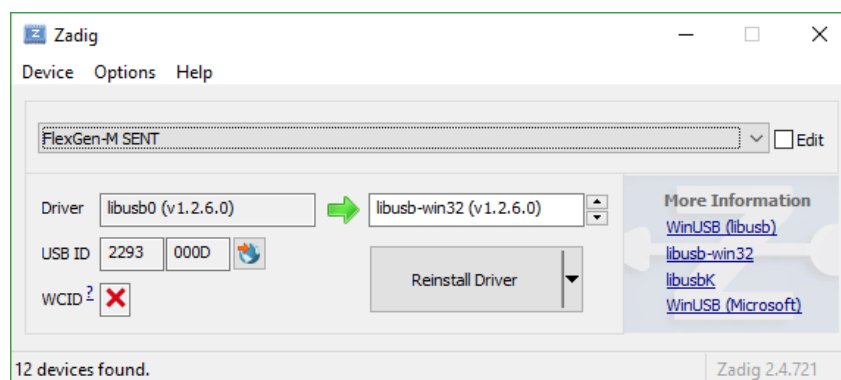 Zadig
Device Options Help
FlexGen-M SENT
Edit
Driver libusb0 (v1.2.6.0) libusb-win32 (v1.2.6.0)
USB ID 2293 000D
WCID ?
Reinstall Driver
More Information
WinUSB (libusb)
libusb-win32
libusbK
WinUSB (Microsoft)
12 devices found.
Zadig 2.4.721